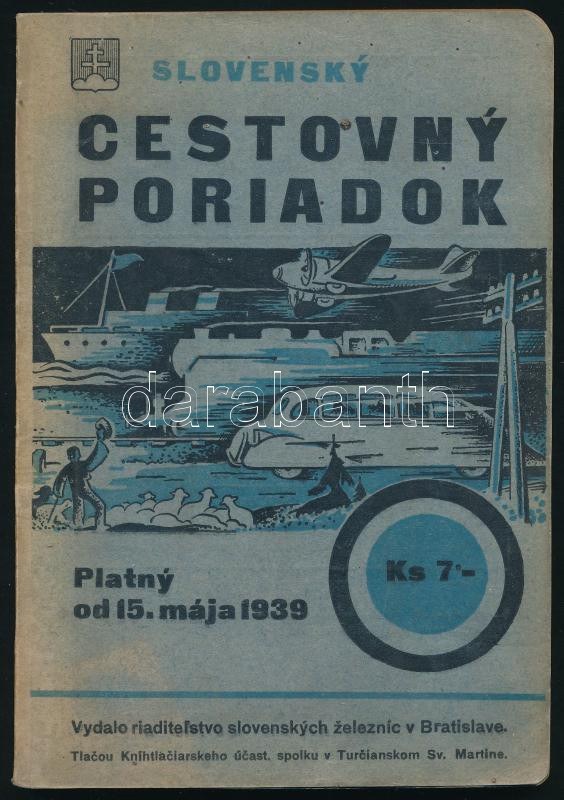 SLOVENSKÝ
CESTOVNÝ
PORIADOK
darabanth
Platný
od 15. mája 1939
Ks 7·-
Vydalo riaditeľstvo slovenských železníc v Bratislave.
Tlačou Kníhtlačiarskeho účast. spolku v Turčianskom Sv. Martine.